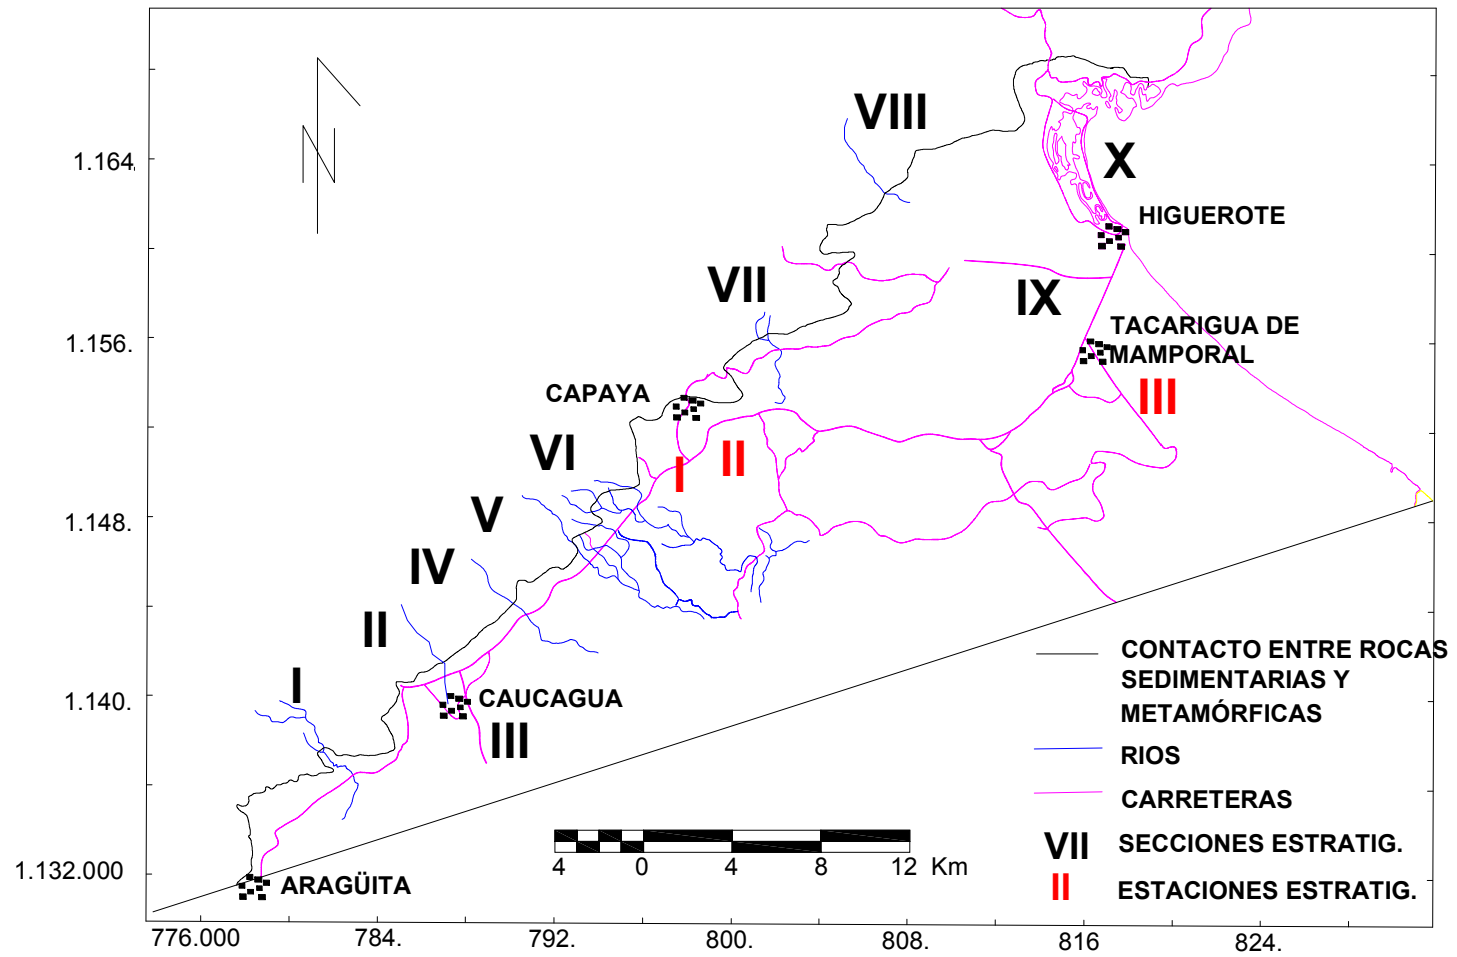 VIII
1.164.
X
HIGUEROTE
VII
IX
TACARIGUA DE
MAMPORAL
1.156.
CAPAYA
III
VI
I
II
V
1.148.
IV
II
CONTACTO ENTRE ROCAS
SEDIMENTARIAS Y
METAMÓRFICAS
I
1.140.
CAUCAGUA
III
RIOS
CARRETERAS
VII SECCIONES ESTRATIG.
II ESTACIONES ESTRATIG.
4 0 4 8 12 Km
1.132.000
ARAGÜITA
776.000 784. 792. 800. 808. 816 824.
N